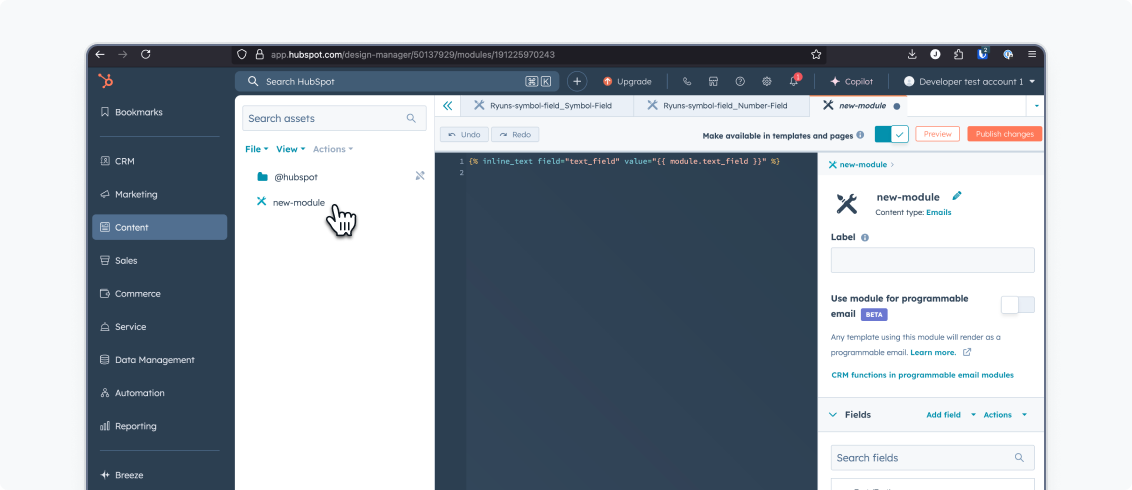 app.hubspot.com/design-manager/50137929/modules/191225970243
J
2
Search HubSpot
⌘ K
+
Upgrade
1
Copilot
Developer test account 1
Bookmarks
CRM
Marketing
Content
Sales
Commerce
Service
Data Management
Automation
Reporting
Breeze
Search assets
File
View
Actions
@hubspot
new-module
Ryuns-symbol-field_Symbol-Field
Ryuns-symbol-field_Number-Field
new-module
Undo
Redo
Make available in templates and pages
Preview
Publish changes
1 {% inline_text field="text_field" value="{{ module.text_field }}" %}
2
new-module
new-module
Content type: Emails
Label
Use module for programmable
email BETA
Any template using this module will render as a
programmable email. Learn more.
CRM functions in programmable email modules
Fields
Add field
Actions
Search fields